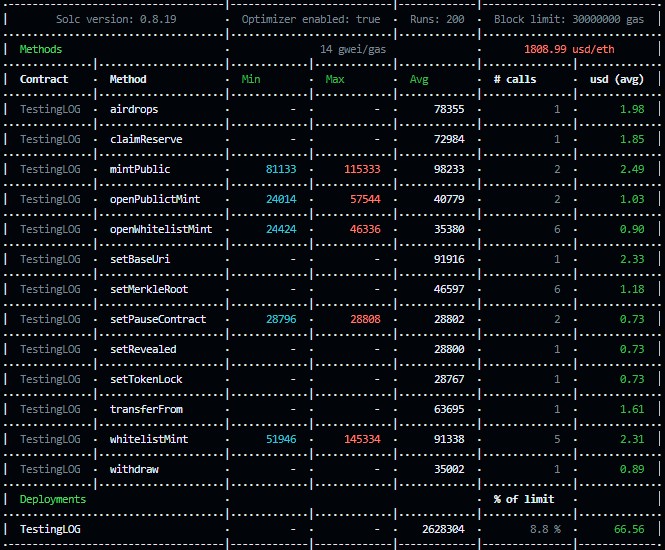 Solc version: 0.8.19 · Optimizer enabled: true · Runs: 200 · Block limit: 30000000 gas
Methods · 14 gwei/gas · 1808.99 usd/eth
Contract · Method · Min · Max · Avg · # calls · usd (avg)
TestingLOG · airdrops · - · - · 78355 · 1 · 1.98
TestingLOG · claimReserve · - · - · 72984 · 1 · 1.85
TestingLOG · mintPublic · 81133 · 115333 · 98233 · 2 · 2.49
TestingLOG · openPublictMint · 24014 · 57544 · 40779 · 2 · 1.03
TestingLOG · openWhitelistMint · 24424 · 46336 · 35380 · 6 · 0.90
TestingLOG · setBaseUri · - · - · 91916 · 1 · 2.33
TestingLOG · setMerkleRoot · - · - · 46597 · 6 · 1.18
TestingLOG · setPauseContract · 28796 · 28808 · 28802 · 2 · 0.73
TestingLOG · setRevealed · - · - · 28800 · 1 · 0.73
TestingLOG · setTokenLock · - · - · 28767 · 1 · 0.73
TestingLOG · transferFrom · - · - · 63695 · 1 · 1.61
TestingLOG · whitelistMint · 51946 · 145334 · 91338 · 5 · 2.31
TestingLOG · withdraw · - · - · 35002 · 1 · 0.89
Deployments · · % of limit ·
TestingLOG · - · - · 2628304 · 8.8 % · 66.56